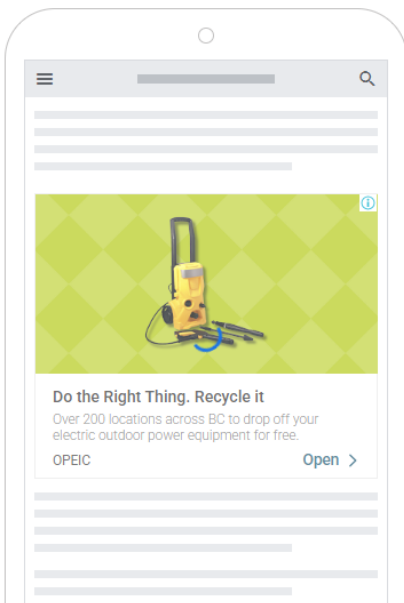 Do the Right Thing. Recycle it
Over 200 locations across BC to drop off your
electric outdoor power equipment for free.
OPEIC
Open